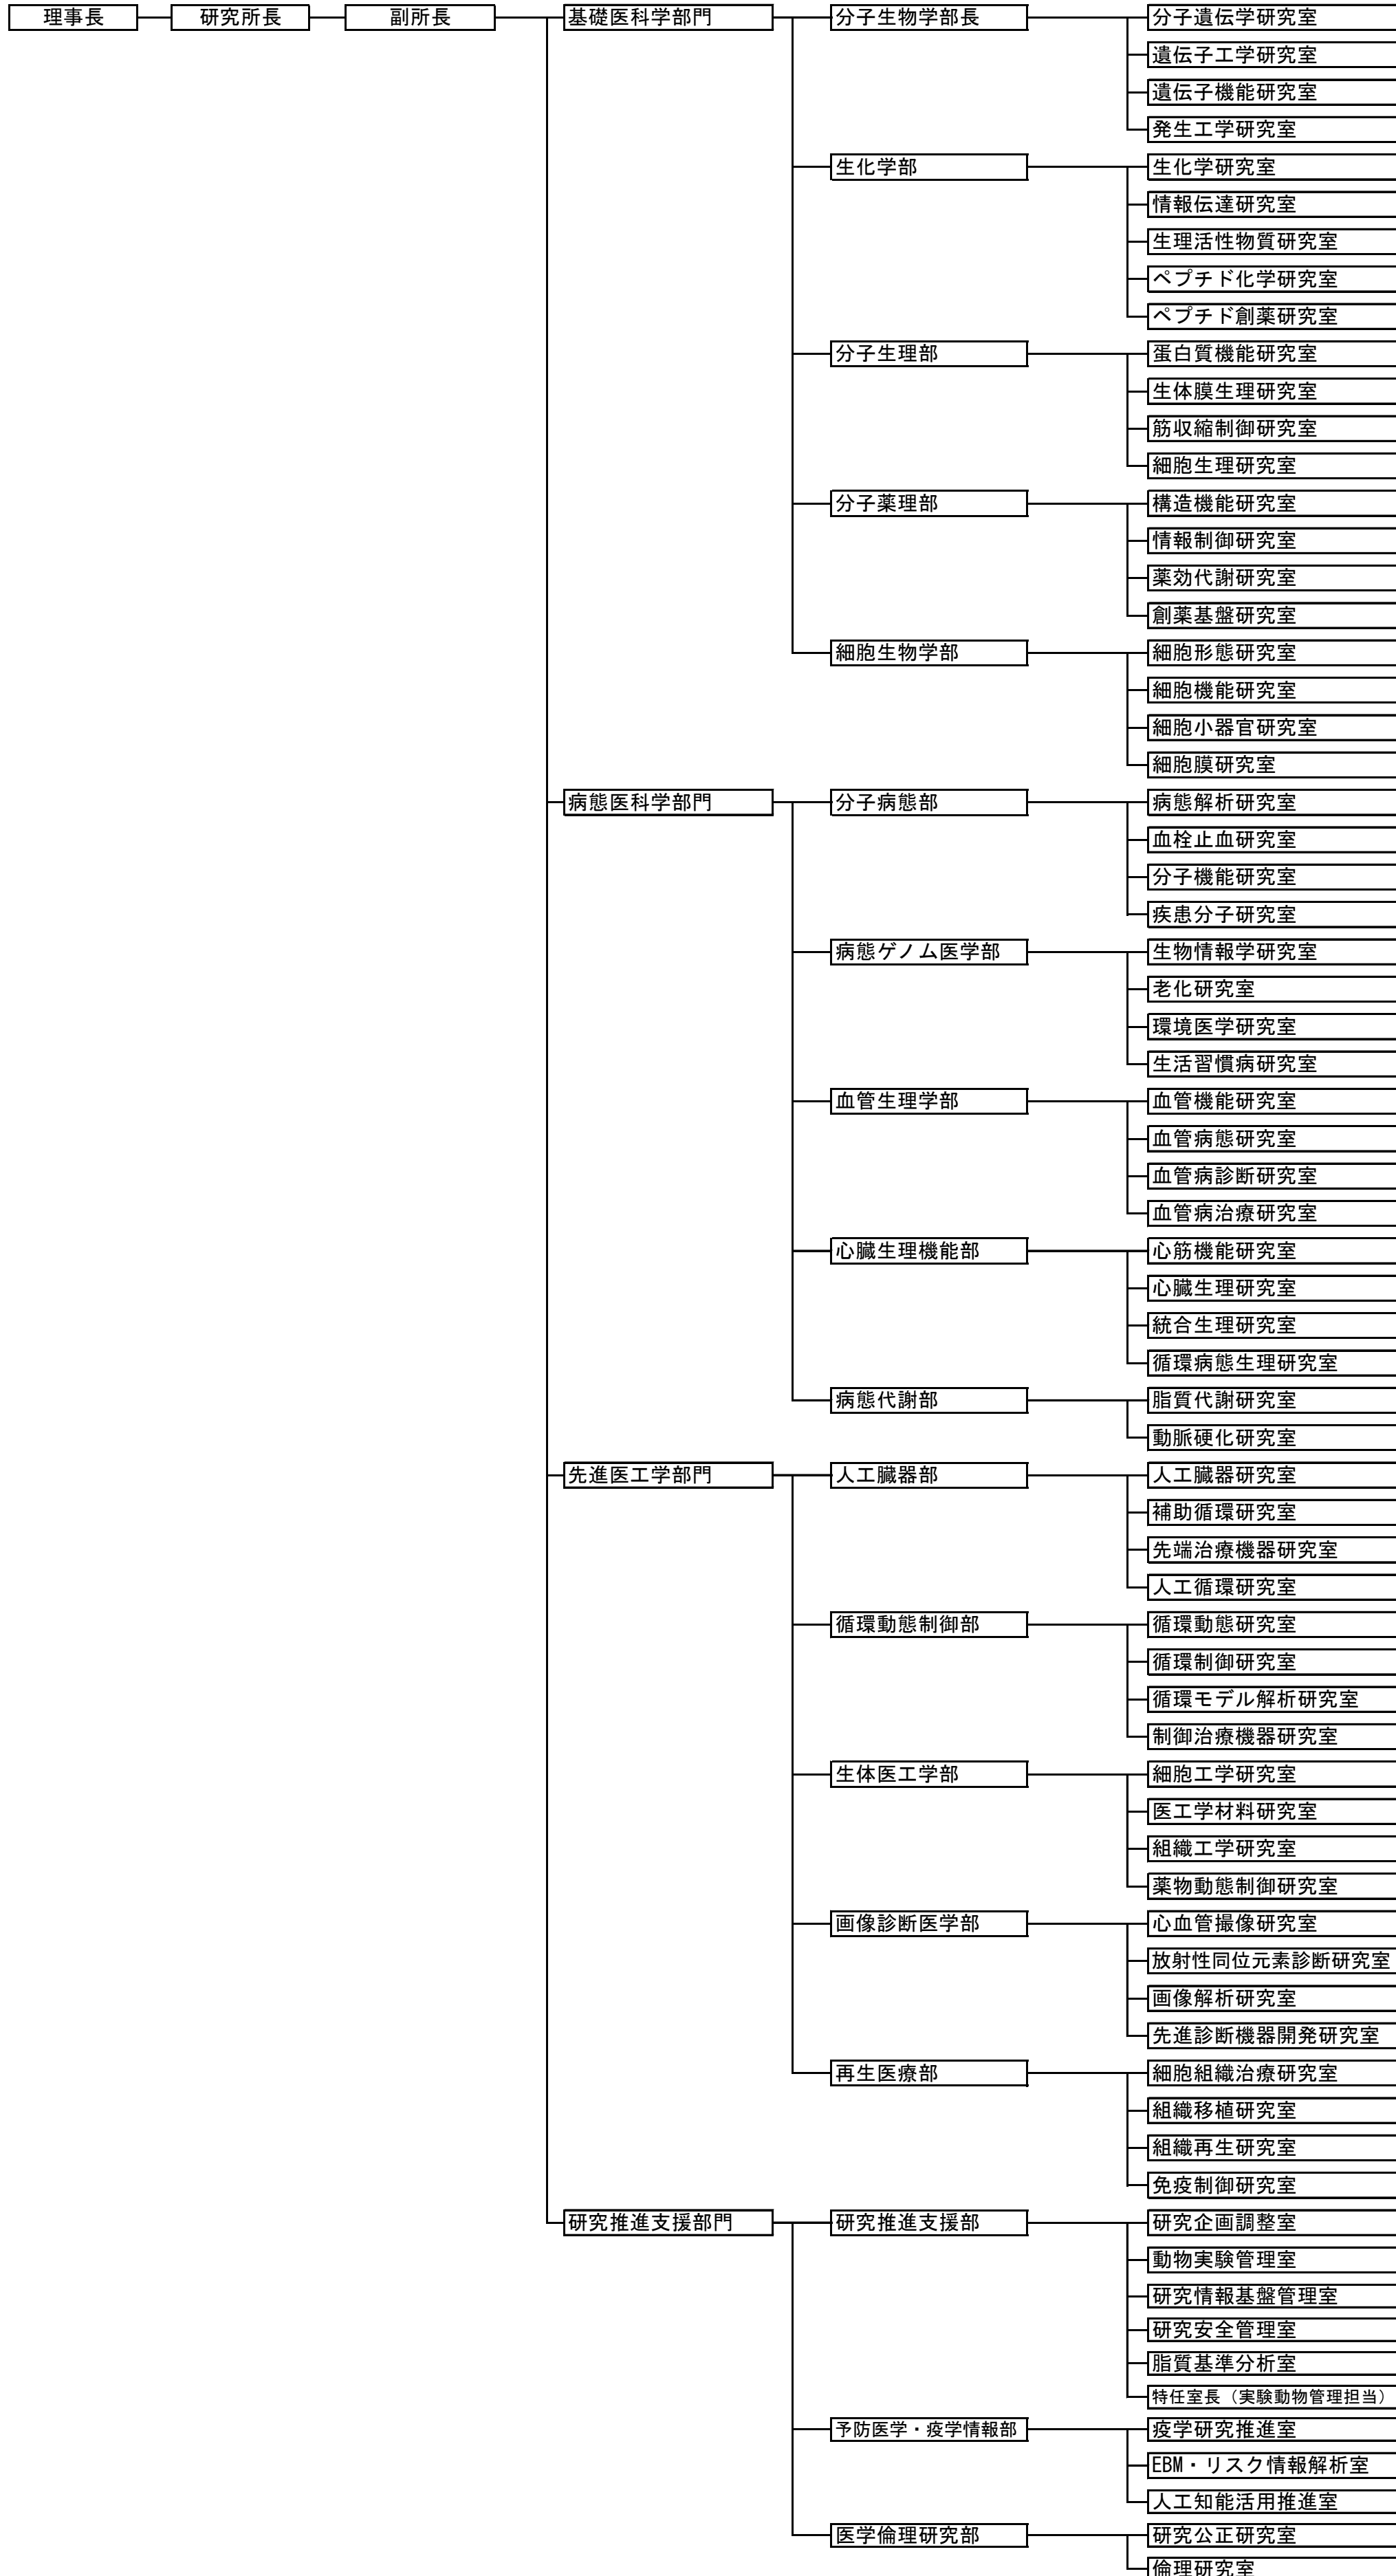 理事長 研究所長 副所長 基礎医科学部門 分子生物学部長 分子遺伝学研究室
遺伝子工学研究室
遺伝子機能研究室
発生工学研究室
生化学部 生化学研究室
情報伝達研究室
生理活性物質研究室
ペプチド化学研究室
ペプチド創薬研究室
分子生理部 蛋白質機能研究室
生体膜生理研究室
筋収縮制御研究室
細胞生理研究室
分子薬理部 構造機能研究室
情報制御研究室
薬効代謝研究室
創薬基盤研究室
細胞生物学部 細胞形態研究室
細胞機能研究室
細胞小器官研究室
細胞膜研究室
病態医科学部門 分子病態部 病態解析研究室
血栓止血研究室
分子機能研究室
疾患分子研究室
病態ゲノム医学部 生物情報学研究室
老化研究室
環境医学研究室
生活習慣病研究室
血管生理学部 血管機能研究室
血管病態研究室
血管病診断研究室
血管病治療研究室
心臓生理機能部 心筋機能研究室
心臓生理研究室
統合生理研究室
循環病態生理研究室
病態代謝部 脂質代謝研究室
動脈硬化研究室
先進医工学部門 人工臓器部 人工臓器研究室
補助循環研究室
先端治療機器研究室
人工循環研究室
循環動態制御部 循環動態研究室
循環制御研究室
循環モデル解析研究室
制御治療機器研究室
生体医工学部 細胞工学研究室
医工学材料研究室
組織工学研究室
薬物動態制御研究室
画像診断医学部 心血管撮像研究室
放射性同位元素診断研究室
画像解析研究室
先進診断機器開発研究室
再生医療部 細胞組織治療研究室
組織移植研究室
組織再生研究室
免疫制御研究室
研究推進支援部門 研究推進支援部 研究企画調整室
動物実験管理室
研究情報基盤管理室
研究安全管理室
脂質基準分析室
特任室長（実験動物管理担当）
予防医学・疫学情報部 疫学研究推進室
EBM・リスク情報解析室
人工知能活用推進室
医学倫理研究部 研究公正研究室
倫理研究室